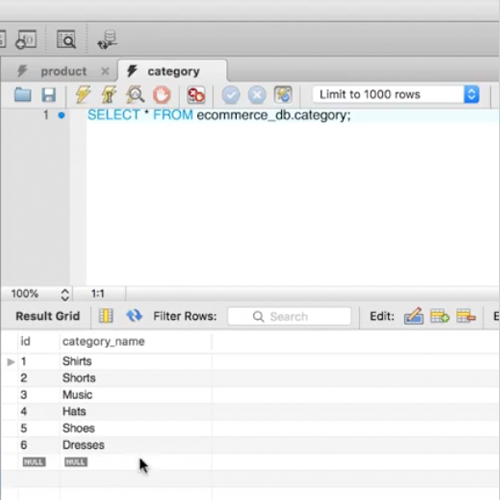 product × category
Limit to 1000 rows
1 SELECT * FROM ecommerce_db.category;
100% 1:1
Result Grid Filter Rows: Search Edit: E
id category_name
1 Shirts
2 Shorts
3 Music
4 Hats
5 Shoes
6 Dresses
NULL NULL